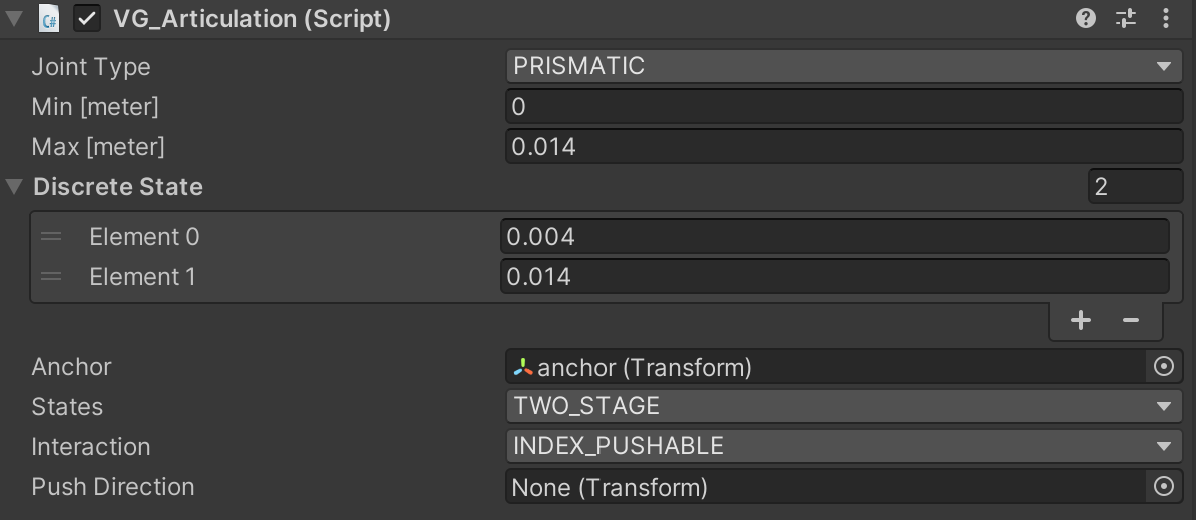 VG_Articulation (Script)
Joint Type PRISMATIC
Min [meter] 0
Max [meter] 0.014
Discrete State 2
Element 0 0.004
Element 1 0.014
Anchor anchor (Transform)
States TWO_STAGE
Interaction INDEX_PUSHABLE
Push Direction None (Transform)